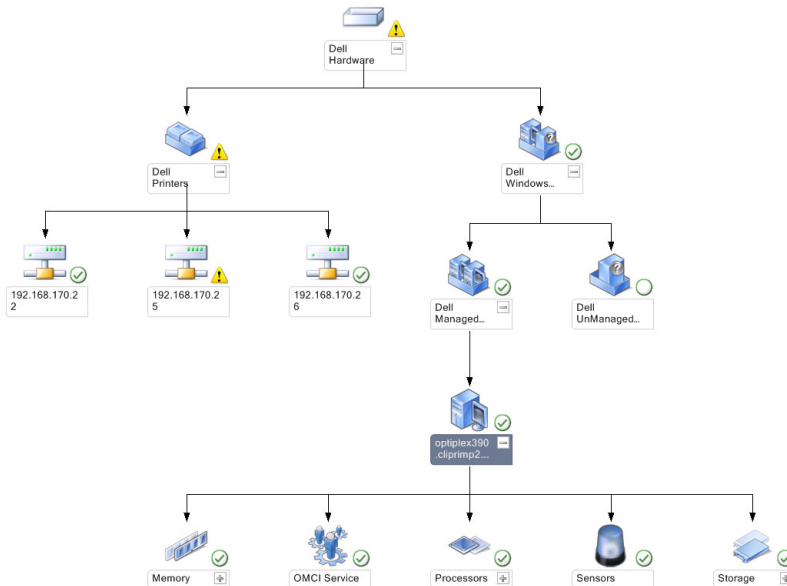 Dell
Hardware
Dell
Printers
Dell
Windows...
192.168.170.2
2
192.168.170.2
5
192.168.170.2
6
Dell
Managed...
Dell
UnManaged...
optiplex390
.cliprimp2...
Memory
OMCI Service
Processors
Sensors
Storage